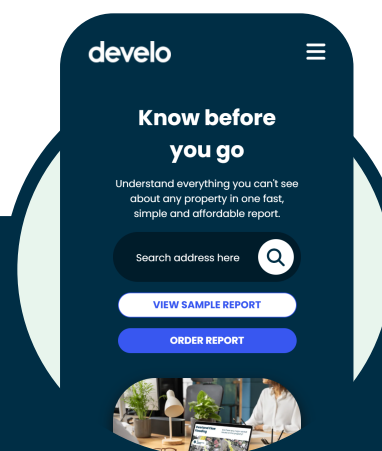 develo
Know before
you go
Understand everything you can't see
about any property in one fast,
simple and affordable report.
Search address here
VIEW SAMPLE REPORT
ORDER REPORT